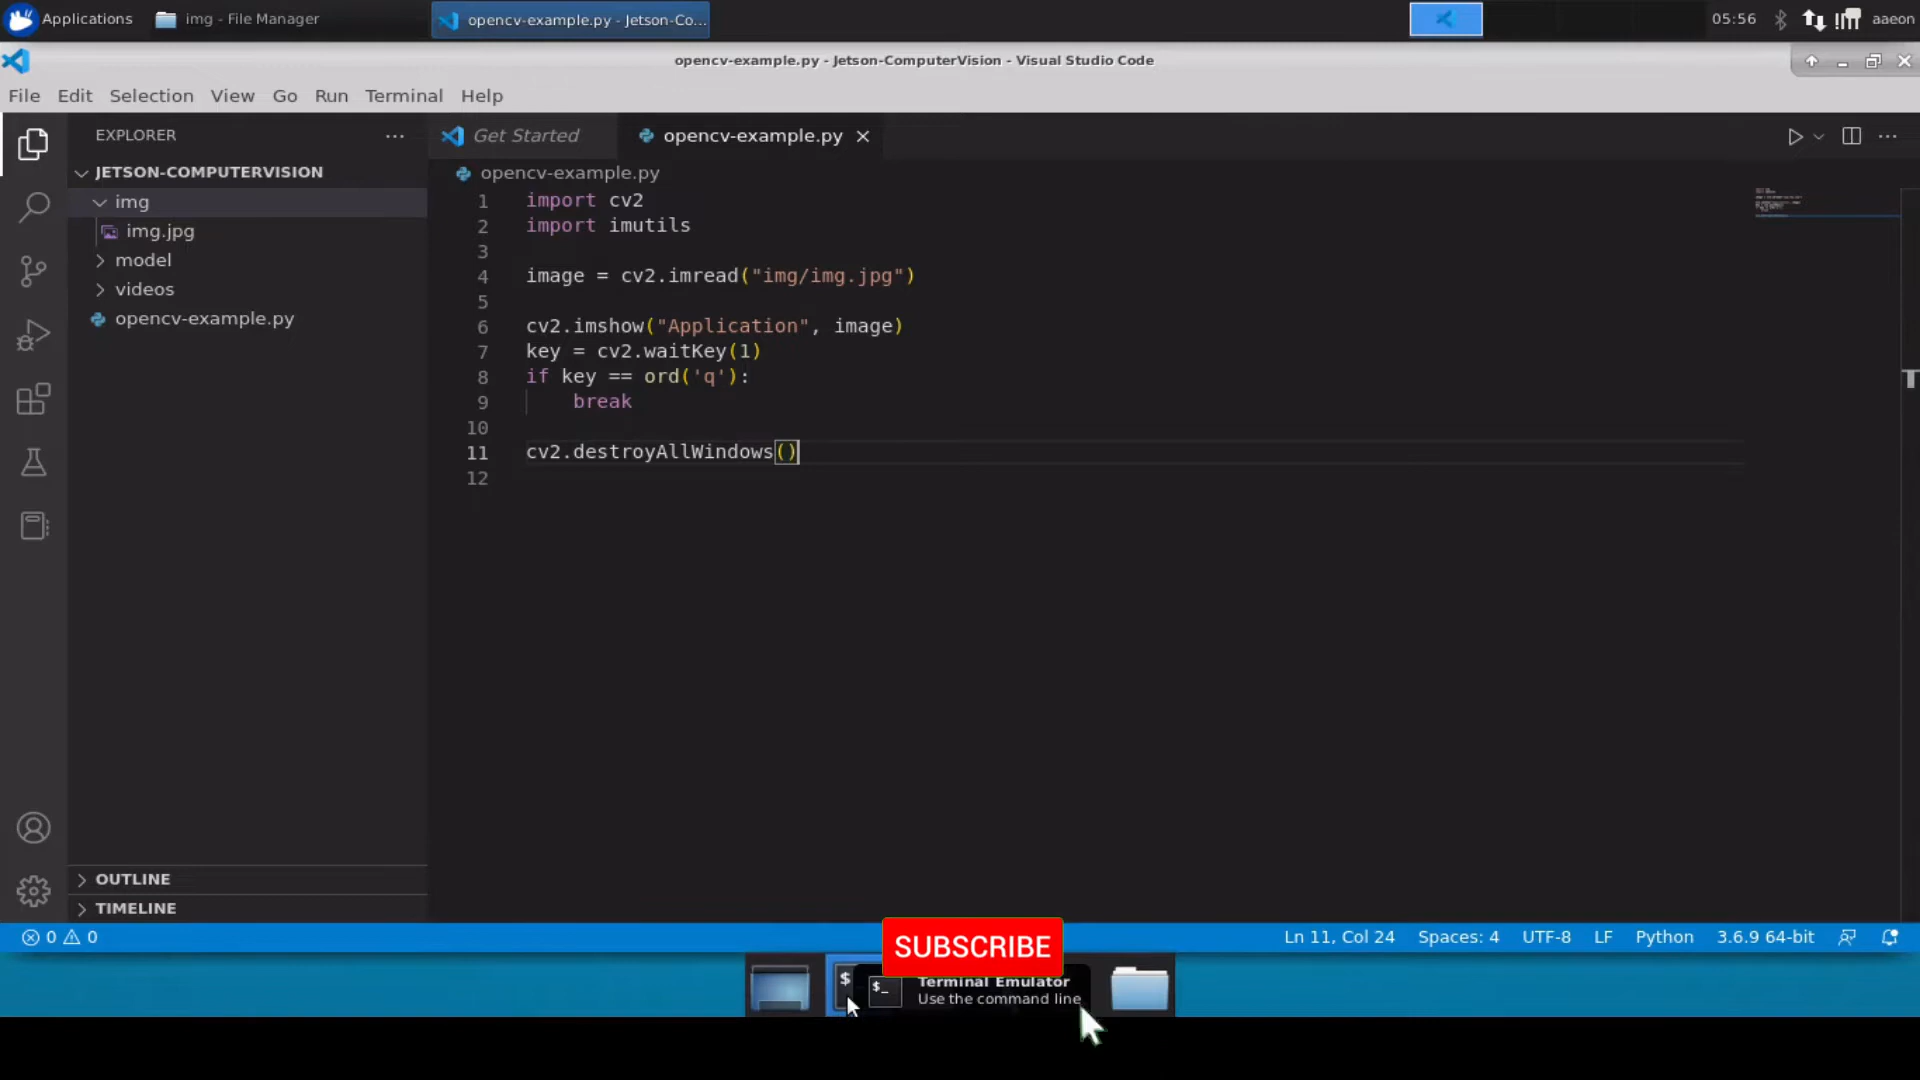 Applications
img - File Manager
opencv-example.py - Jetson-Co...
05:56
aaeon
opencv-example.py - Jetson-ComputerVision - Visual Studio Code
File Edit Selection View Go Run Terminal Help
EXPLORER
Get Started
opencv-example.py
JETSON-COMPUTERVISION
img
img.jpg
model
videos
opencv-example.py
opencv-example.py
1 import cv2
2 import imutils
3
4 image = cv2.imread("img/img.jpg")
5
6 cv2.imshow("Application", image)
7 key = cv2.waitKey(1)
8 if key == ord('q'):
9 break
10
11 cv2.destroyAllWindows()
12
OUTLINE
TIMELINE
0 0
Ln 11, Col 24 Spaces: 4 UTF-8 LF Python 3.6.9 64-bit
SUBSCRIBE
$
$_
Terminal Emulator
Use the command line